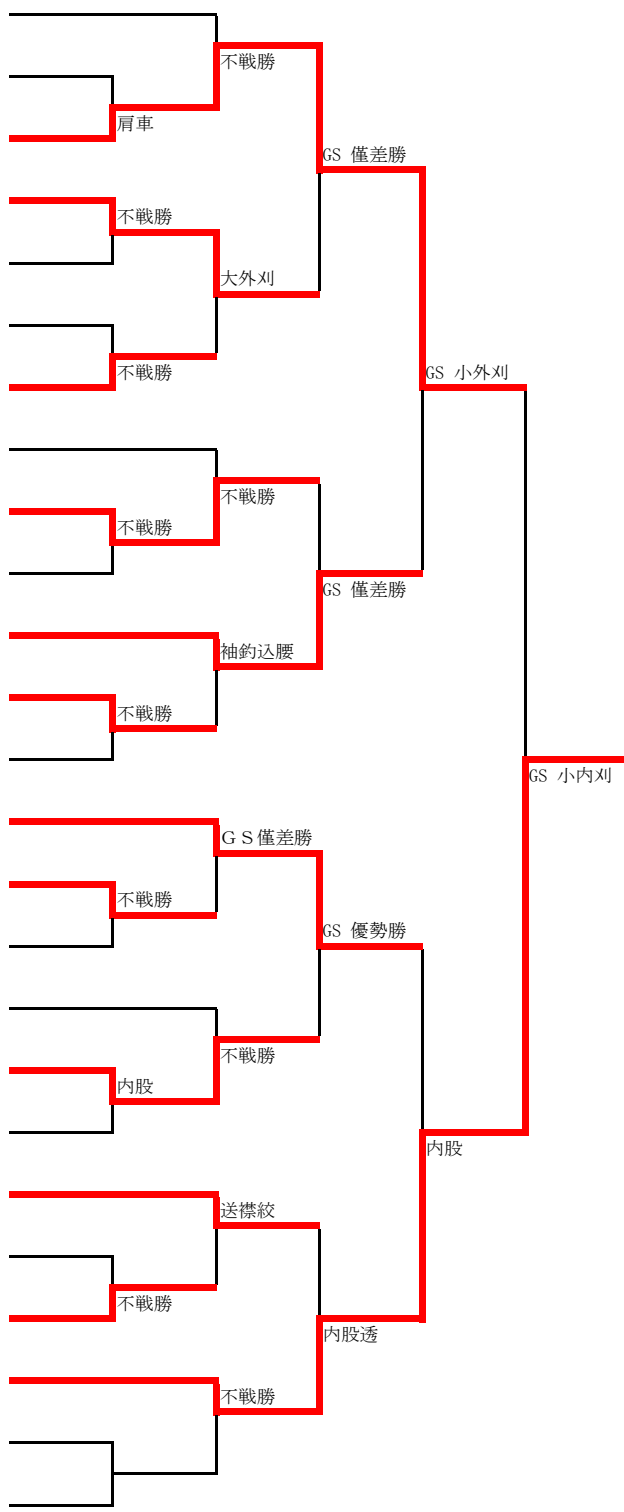 不戦勝
肩車
GS 僅差勝
不戦勝
大外刈
不戦勝
GS 小外刈
不戦勝
不戦勝
GS 僅差勝
袖釣込腰
不戦勝
GS 小内刈
ＧＳ僅差勝
不戦勝
GS 優勢勝
不戦勝
内股
内股
送襟絞
不戦勝
内股透
不戦勝